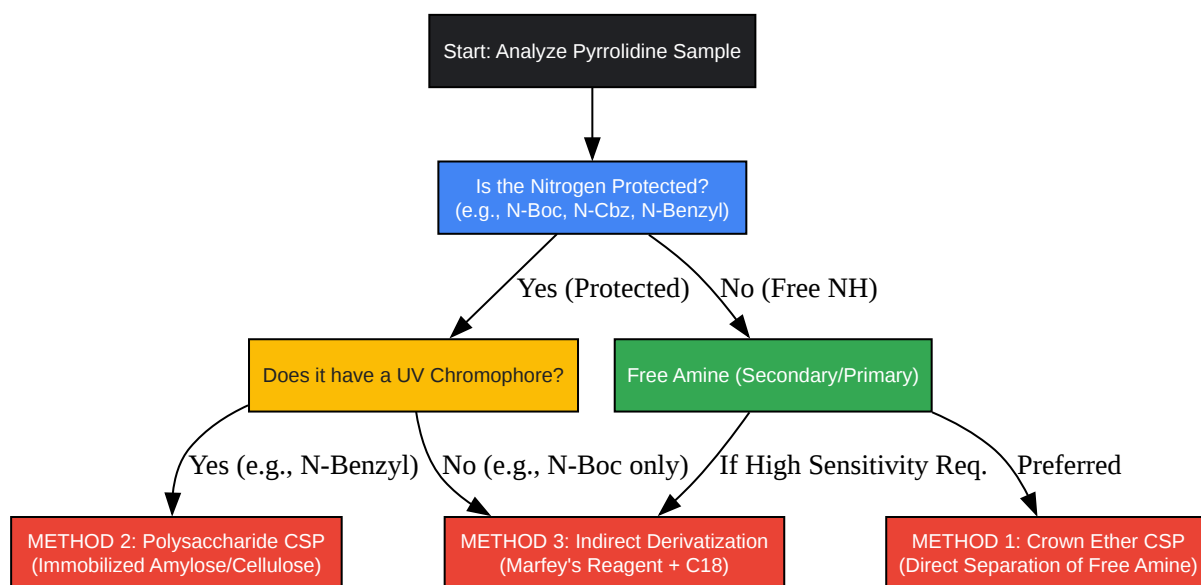 Start: Analyze Pyrrolidine Sample
Is the Nitrogen Protected?
(e.g., N-Boc, N-Cbz, N-Benzyl)
Yes (Protected)
No (Free NH)
Does it have a UV Chromophore?
Free Amine (Secondary/Primary)
Yes (e.g., N-Benzyl)
No (e.g., N-Boc only)
If High Sensitivity Req.
Preferred
METHOD 2: Polysaccharide CSP
(Immobilized Amylose/Cellulose)
METHOD 3: Indirect Derivatization
(Marfey's Reagent + C18)
METHOD 1: Crown Ether CSP
(Direct Separation of Free Amine)